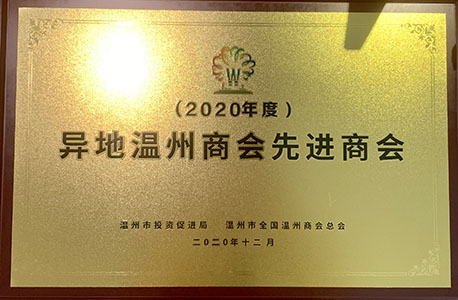 W
（2020年度）
异地温州商会先进商会
温州市投资促进局 温州市全国温州商会总会
二〇二〇年十二月